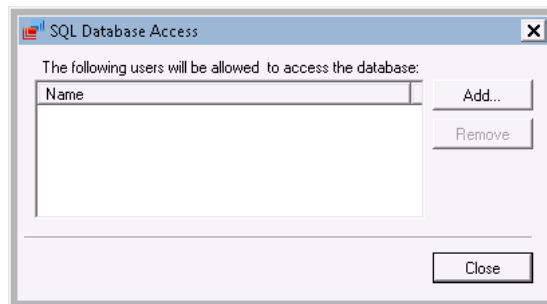 SQL Database Access
The following users will be allowed to access the database:
Name
Add...
Remove
Close